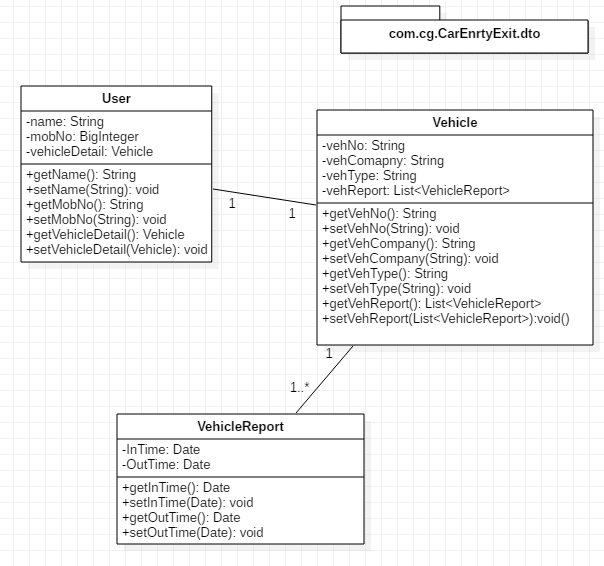 com.cg.CarEnrtyExit.dto
User
-name: String
-mobNo: BigInteger
-vehicleDetail: Vehicle
+getName(): String
+setName(String): void
+getMobNo(): String
+setMobNo(String): void
+getVehicleDetail(): Vehicle
+setVehicleDetail(Vehicle): void
1
1
Vehicle
-vehNo: String
-vehComapny: String
-vehType: String
-vehReport: List<VehicleReport>
+getVehNo(): String
+setVehNo(String): void
+getVehCompany(): String
+setVehCompany(String): void
+getVehType(): String
+setVehType(String): void
+getVehReport(): List<VehicleReport>
+setVehReport(List<VehicleReport>):void()
1
1..*
VehicleReport
-InTime: Date
-OutTime: Date
+getInTime(): Date
+setInTime(Date): void
+getOutTime(): Date
+setOutTime(Date): void